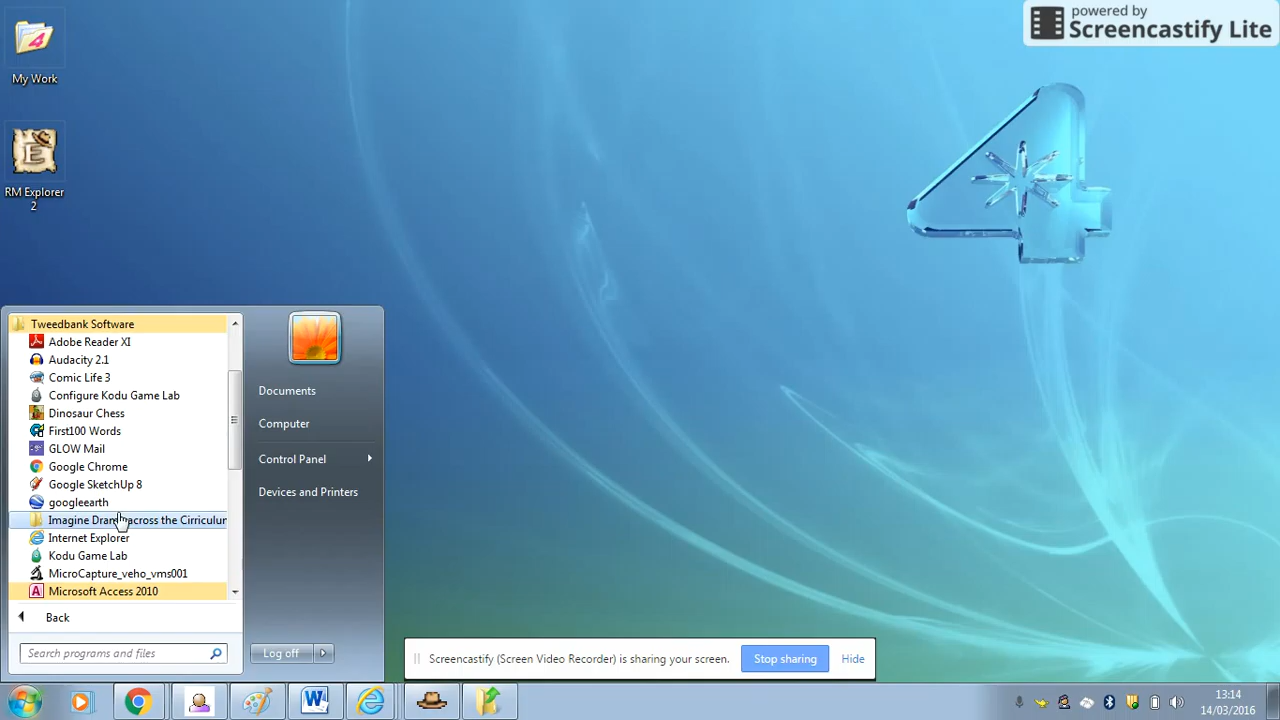 powered by
Screencastify Lite
4
My Work
E
RM Explorer
2
4
Tweedbank Software
Adobe Reader XI
Audacity 2.1
Comic Life 3
Configure Kodu Game Lab
Dinosaur Chess
First100 Words
GLOW Mail
Google Chrome
Google SketchUp 8
googleearth
Imagine Drama across the Cirriculum
Internet Explorer
Kodu Game Lab
MicroCapture_veho_vms001
Microsoft Access 2010
Back
Search programs and files
Documents
Computer
Control Panel
Devices and Printers
Log off
Screencastify (Screen Video Recorder) is sharing your screen.
Stop sharing
Hide
13:14
14/03/2016